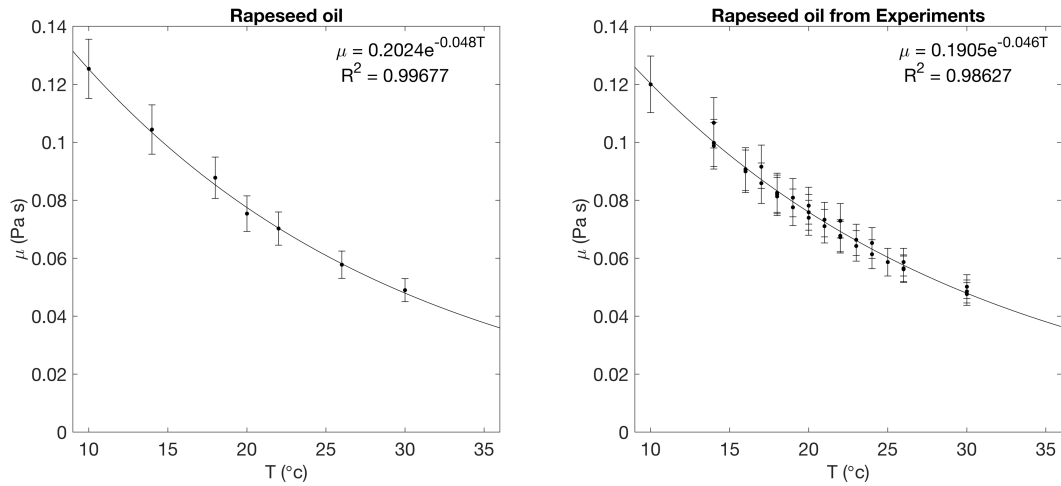 Rapeseed oil
μ = 0.2024e^-0.048T
R² = 0.99677
0.14
0.12
0.1
0.08
0.06
0.04
0.02
0
μ (Pa s)
10 15 20 25 30 35
T (°c)
Rapeseed oil from Experiments
μ = 0.1905e^-0.046T
R² = 0.98627
0.14
0.12
0.1
0.08
0.06
0.04
0.02
0
μ (Pa s)
10 15 20 25 30 35
T (°c)